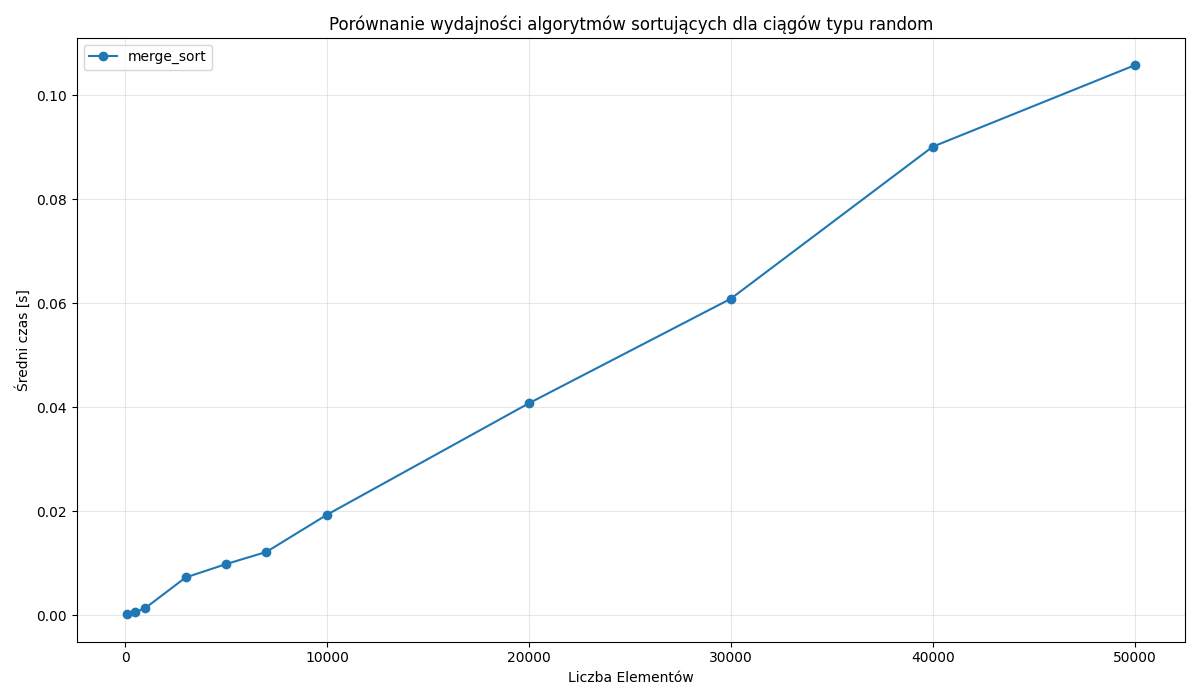 Porównanie wydajności algorytmów sortujących dla ciągów typu random
merge_sort
0.10
0.08
0.06
0.04
0.02
0.00
Średni czas [s]
0 10000 20000 30000 40000 50000
Liczba Elementów